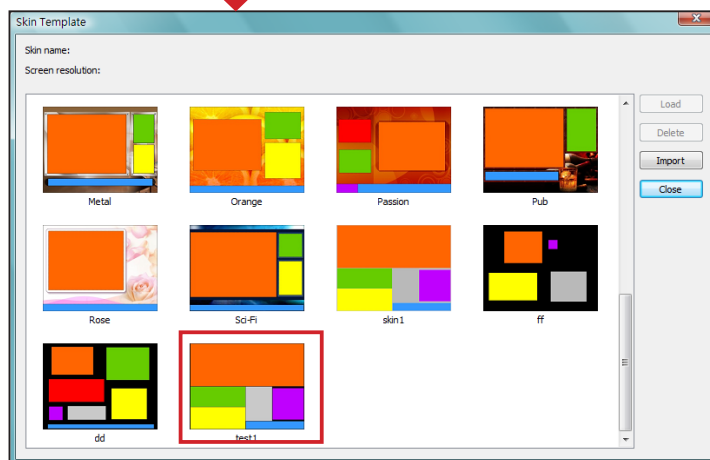 Skin Template
Skin name:
Screen resolution:
Load
Delete
Import
Close
Metal Orange Passion Pub
Rose Sci-Fi skin1 ff
dd test1